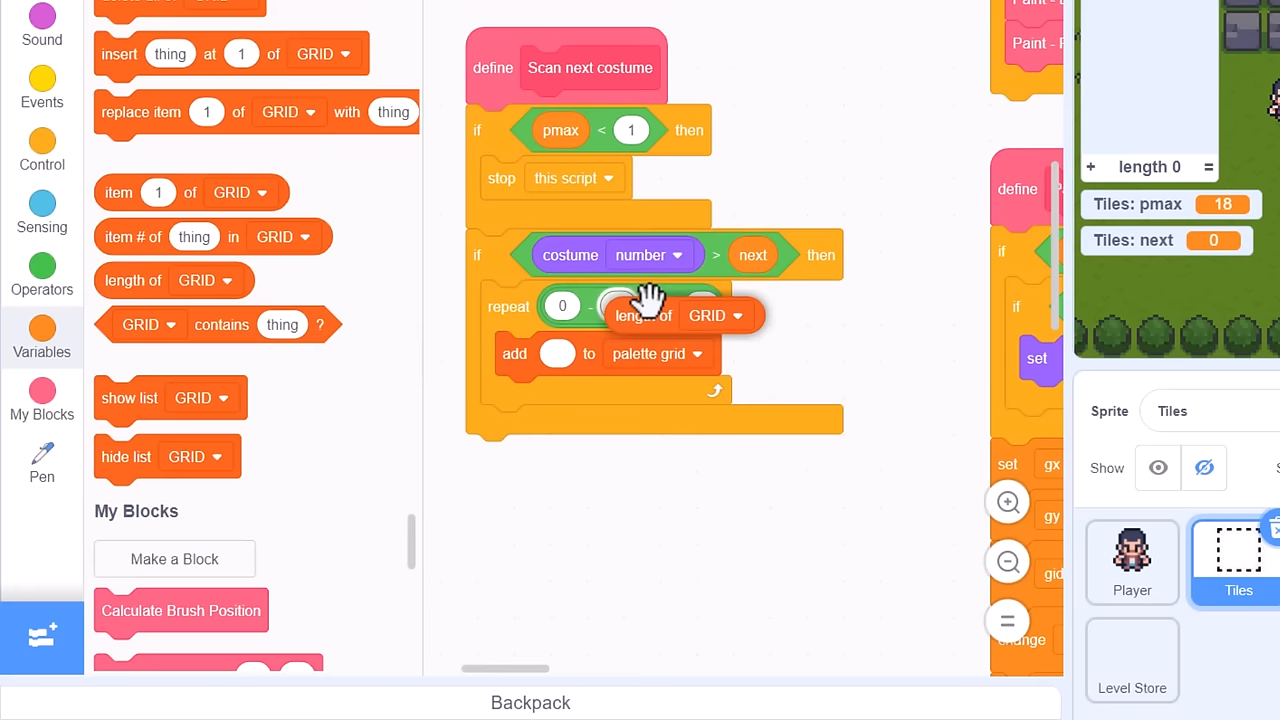 Sound
Events
Control
Sensing
Operators
Variables
My Blocks
Pen
insert thing at 1 of GRID
replace item 1 of GRID with thing
item 1 of GRID
item # of thing in GRID
length of GRID
GRID contains thing ?
show list GRID
hide list GRID
My Blocks
Make a Block
Calculate Brush Position
define Scan next costume
if pmax < 1 then
stop this script
if costume number > next then
repeat 0 -
length of GRID
add to palette grid
Paint -
define
if
if
set
set gx
gy
gid
change
+ length 0 =
Tiles: pmax 18
Tiles: next 0
Sprite Tiles
Show
Player
Tiles
Level Store
Backpack